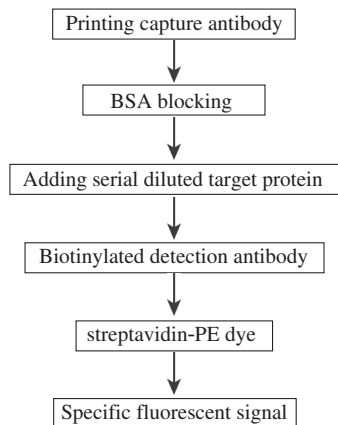 Printing capture antibody
BSA blocking
Adding serial diluted target protein
Biotinylated detection antibody
streptavidin-PE dye
Specific fluorescent signal